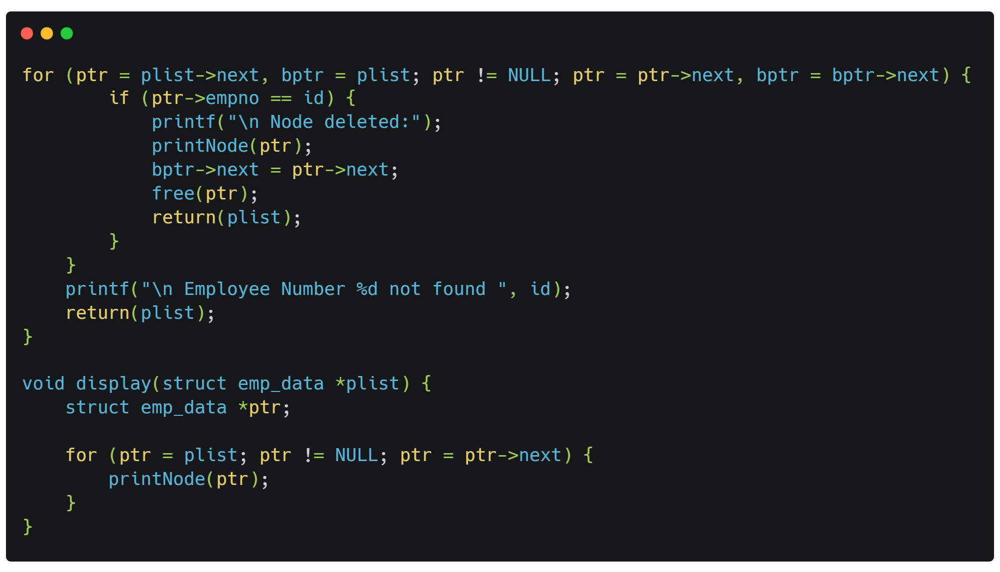 for (ptr = plist->next, bptr = plist; ptr != NULL; ptr = ptr->next, bptr = bptr->next) {
        if (ptr->empno == id) {
            printf("\n Node deleted:");
            printNode(ptr);
            bptr->next = ptr->next;
            free(ptr);
            return(plist);
        }
    }
    printf("\n Employee Number %d not found ", id);
    return(plist);
}

void display(struct emp_data *plist) {
    struct emp_data *ptr;

    for (ptr = plist; ptr != NULL; ptr = ptr->next) {
        printNode(ptr);
    }
}